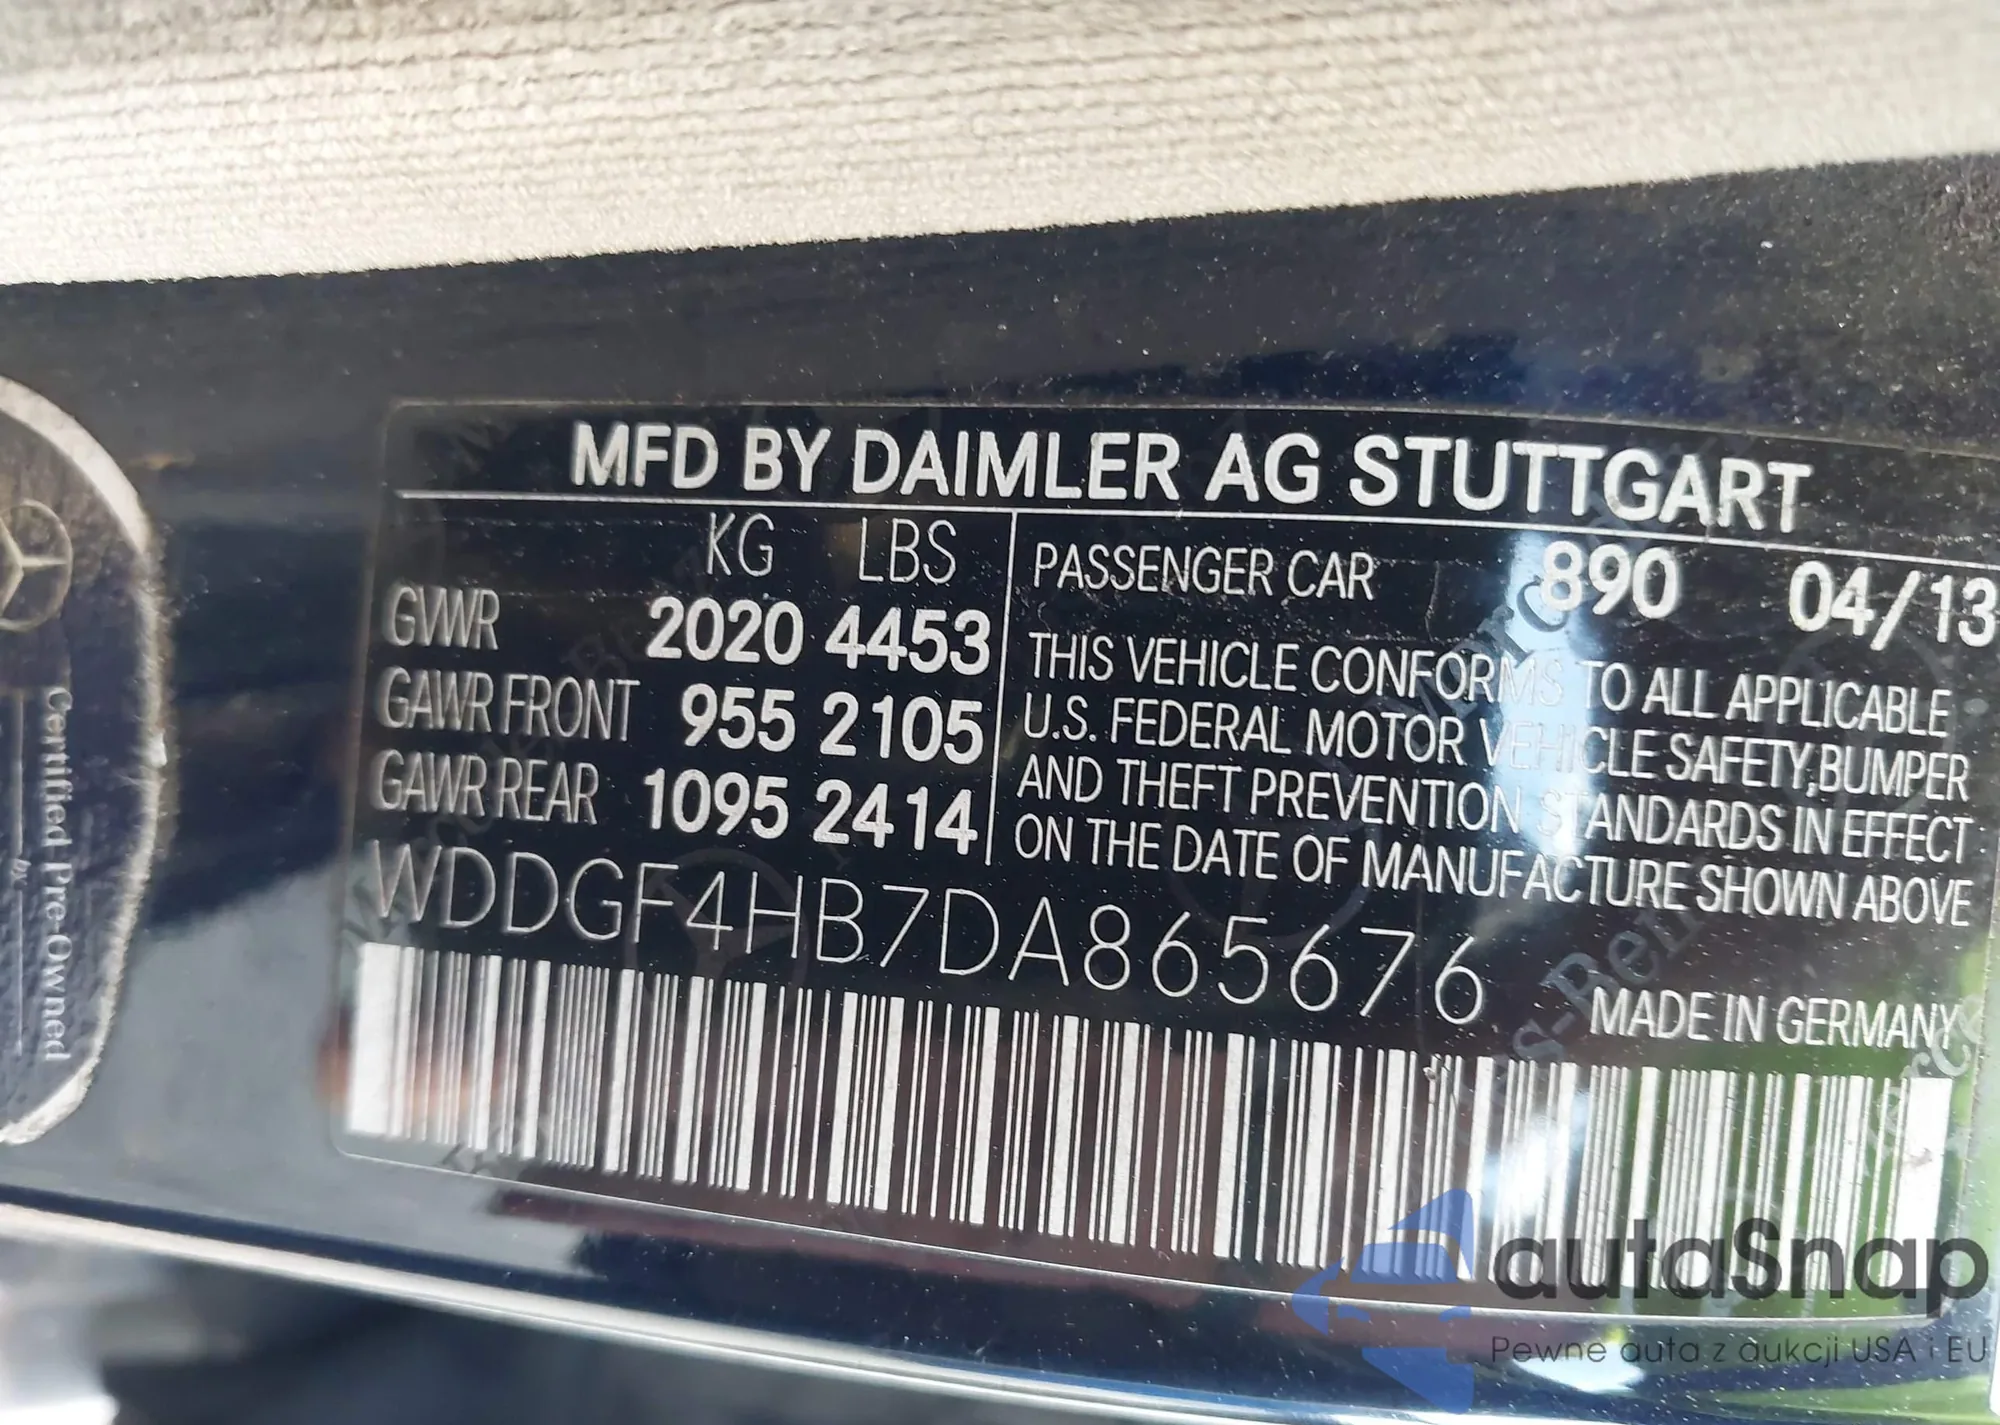 MFD BY DAIMLER AG STUTTGART
KG LBS
GVWR 2020 4453
GAWR FRONT 955 2105
GAWR REAR 1095 2414
PASSENGER CAR 890 04/13
THIS VEHICLE CONFORMS TO ALL APPLICABLE
U.S. FEDERAL MOTOR VEHICLE SAFETY, BUMPER
AND THEFT PREVENTION STANDARDS IN EFFECT
ON THE DATE OF MANUFACTURE SHOWN ABOVE
WDDGF4HB7DA865676
MADE IN GERMANY
Certified Pre-Owned
by
autaSnap
Pewne auta z aukcji USA i EU